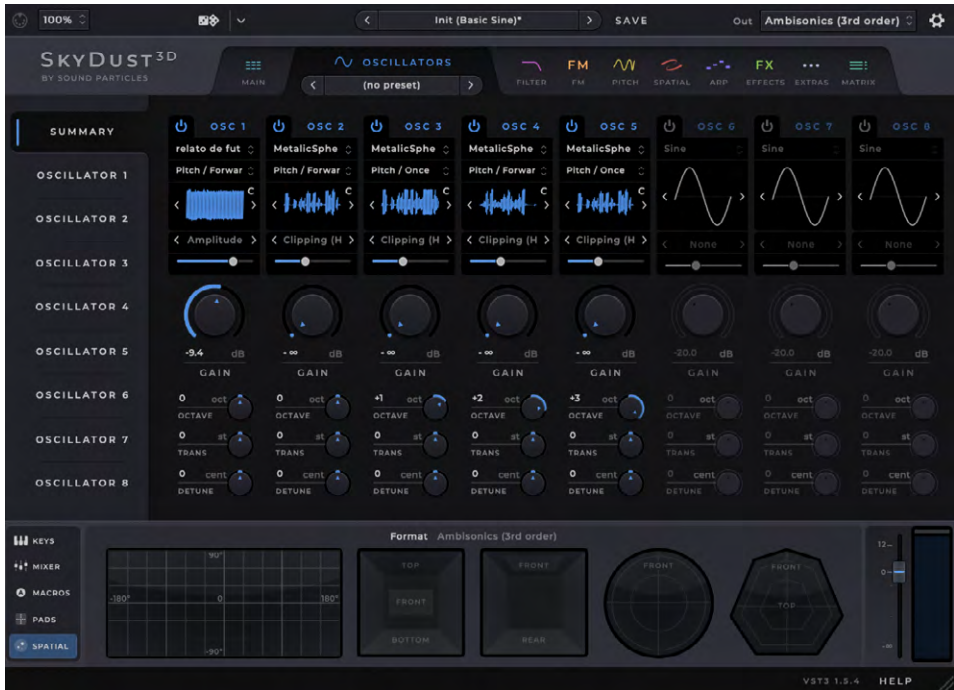 100% Init (Basic Sine)* SAVE Out Ambisonics (3rd order)
SKYDUST 3D
BY SOUND PARTICLES
MAIN
OSCILLATORS
(no preset)
FILTER
FM
FM
PITCH
SPATIAL
ARP
FX
EFFECTS
EXTRAS
MATRIX
SUMMARY
OSCILLATOR 1
OSCILLATOR 2
OSCILLATOR 3
OSCILLATOR 4
OSCILLATOR 5
OSCILLATOR 6
OSCILLATOR 7
OSCILLATOR 8
OSC 1 OSC 2 OSC 3 OSC 4 OSC 5 OSC 6 OSC 7 OSC 8
relato de fut MetalicSphe MetalicSphe MetalicSphe MetalicSphe Sine Sine Sine
Pitch / Forwar Pitch / Forwar Pitch / Once Pitch / Forwar Pitch / Once
C C C C C
Amplitude Clipping (H Clipping (H Clipping (H Clipping (H None None None
-9.4 dB -∞ dB -∞ dB -∞ dB -∞ dB -20.0 dB -20.0 dB -20.0 dB
GAIN GAIN GAIN GAIN GAIN GAIN GAIN GAIN
0 oct 0 oct +1 oct +2 oct +3 oct 0 oct 0 oct 0 oct
OCTAVE OCTAVE OCTAVE OCTAVE OCTAVE OCTAVE OCTAVE OCTAVE
0 st 0 st 0 st 0 st 0 st 0 st 0 st 0 st
TRANS TRANS TRANS TRANS TRANS TRANS TRANS TRANS
0 cent 0 cent 0 cent 0 cent 0 cent 0 cent 0 cent 0 cent
DETUNE DETUNE DETUNE DETUNE DETUNE DETUNE DETUNE DETUNE
KEYS
MIXER
MACROS
PADS
SPATIAL
Format Ambisonics (3rd order)
90°
-180° 0 180°
-90°
TOP
FRONT
BOTTOM
FRONT
REAR
FRONT
FRONT
TOP
12
0
-∞
VST3 1.5.4 HELP